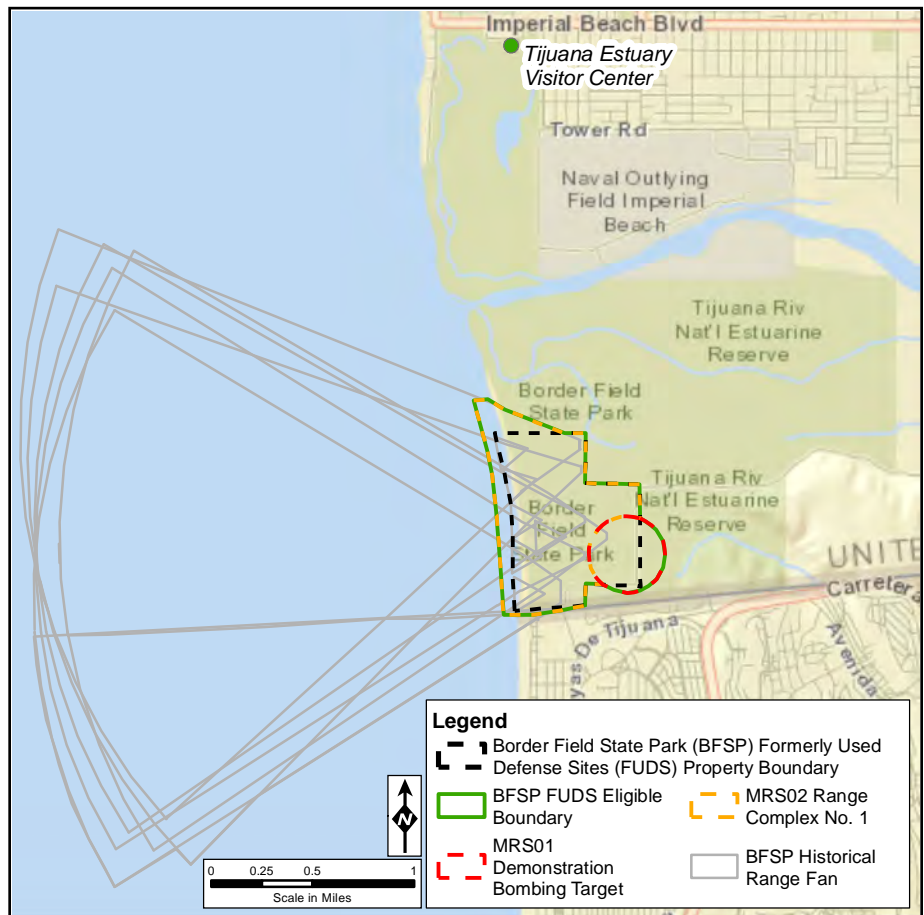 Imperial Beach Blvd
Tijuana Estuary
Visitor Center
Tower Rd
Naval Outlying
Field Imperial
Beach
Tijuana Riv
Nat'l Estuarine
Reserve
Border Field
State Park
Tijuana Riv
Nat'l Estuarine
Reserve
Border
Field
State Park
UNITE
Carretera
yas De Tijuana
Avenida
Legend
Border Field State Park (BFSP) Formerly Used
Defense Sites (FUDS) Property Boundary
BFSP FUDS Eligible
Boundary
MRS02 Range
Complex No. 1
MRS01
Demonstration
Bombing Target
BFSP Historical
Range Fan
N
0 0.25 0.5 1
Scale in Miles